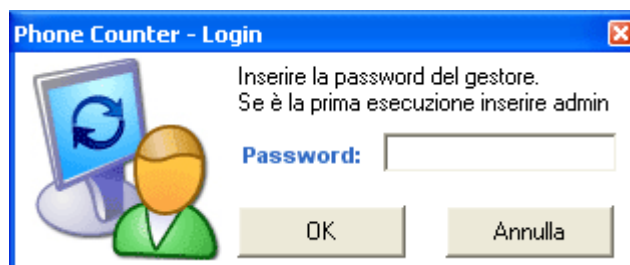 Phone Counter - Login
Inserire la password del gestore.
Se è la prima esecuzione inserire admin
Password:
OK
Annulla